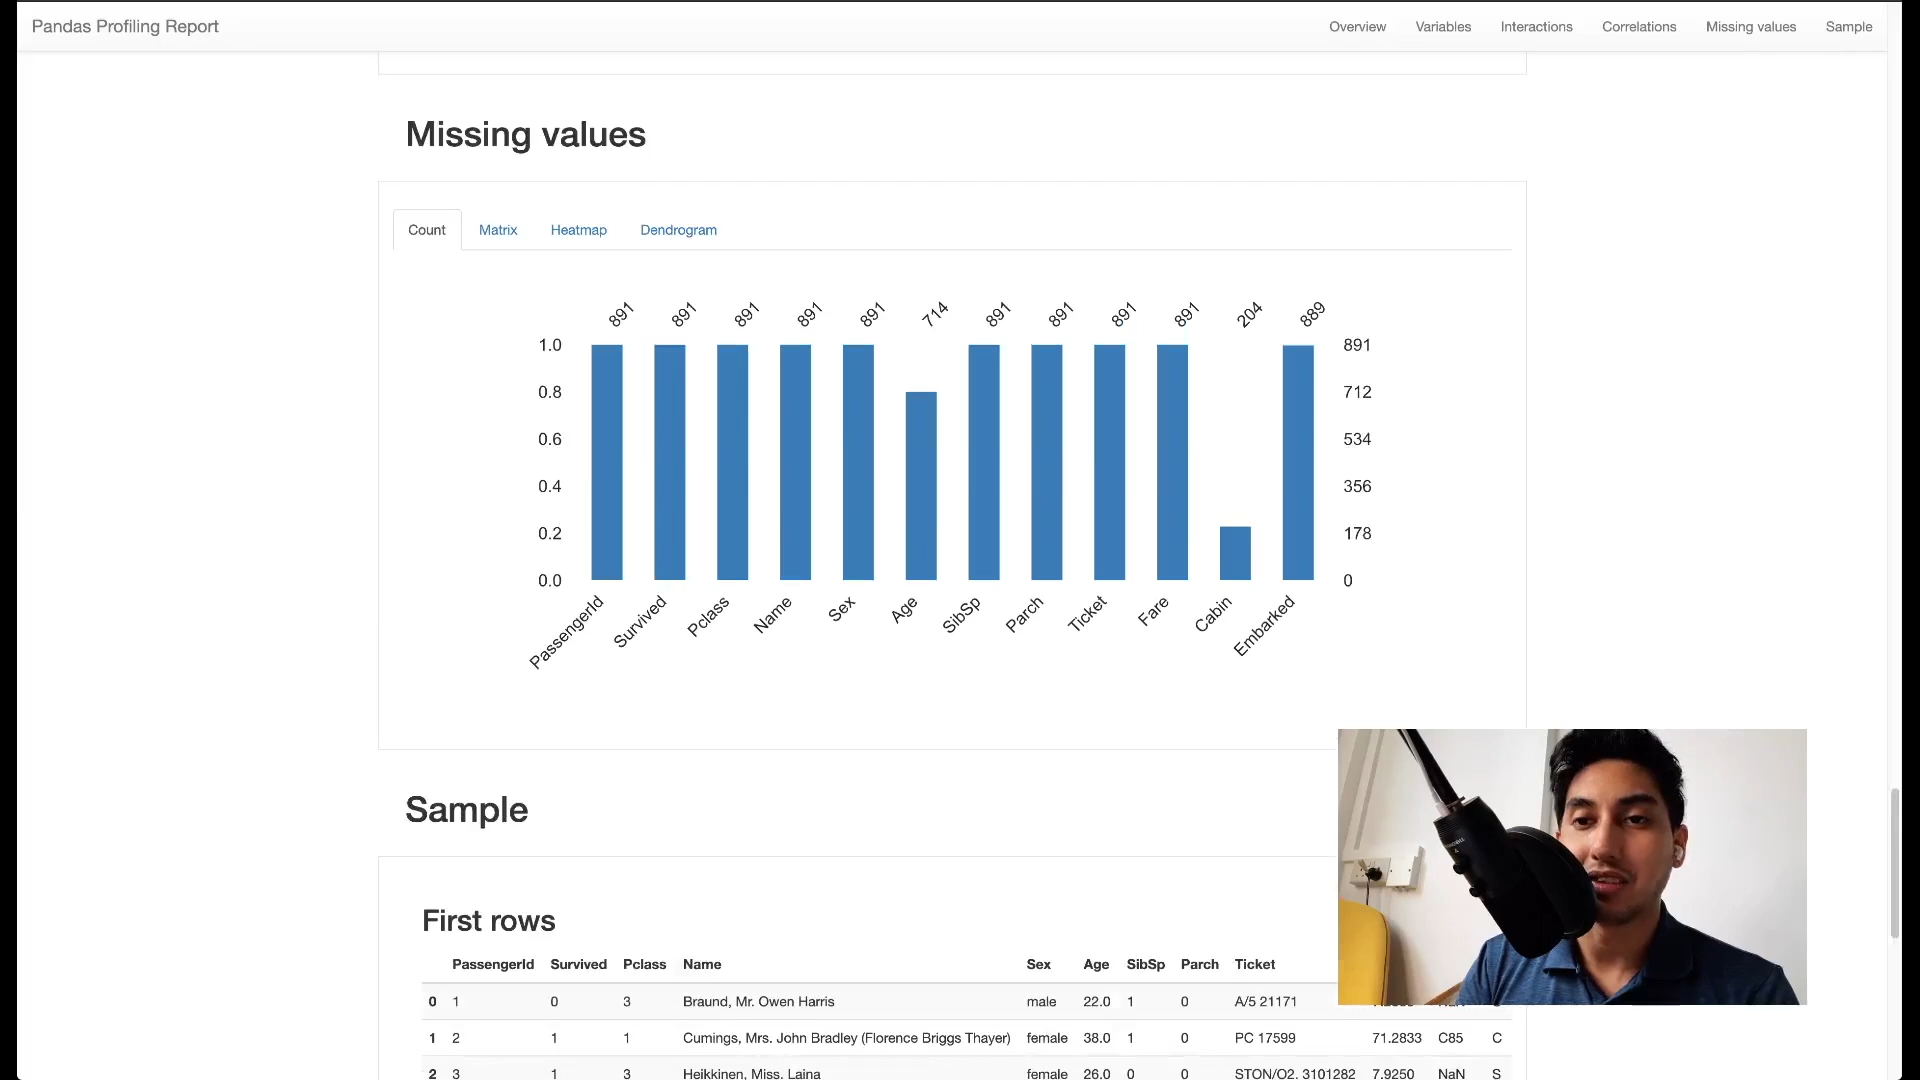 Pandas Profiling Report
Overview Variables Interactions Correlations Missing values Sample
Missing values
Count Matrix Heatmap Dendrogram
891 891 891 891 891 714 891 891 891 891 204 889
1.0 891
0.8 712
0.6 534
0.4 356
0.2 178
0.0 0
PassengerId Survived Pclass Name Sex Age SibSp Parch Ticket Fare Cabin Embarked
Sample
First rows
PassengerId Survived Pclass Name Sex Age SibSp Parch Ticket
0 1 0 3 Braund, Mr. Owen Harris male 22.0 1 0 A/5 21171
1 2 1 1 Cumings, Mrs. John Bradley (Florence Briggs Thayer) female 38.0 1 0 PC 17599 71.2833 C85 C
2 3 1 3 Heikkinen, Miss. Laina female 26.0 0 0 STON/O2. 3101282 7.9250 NaN S